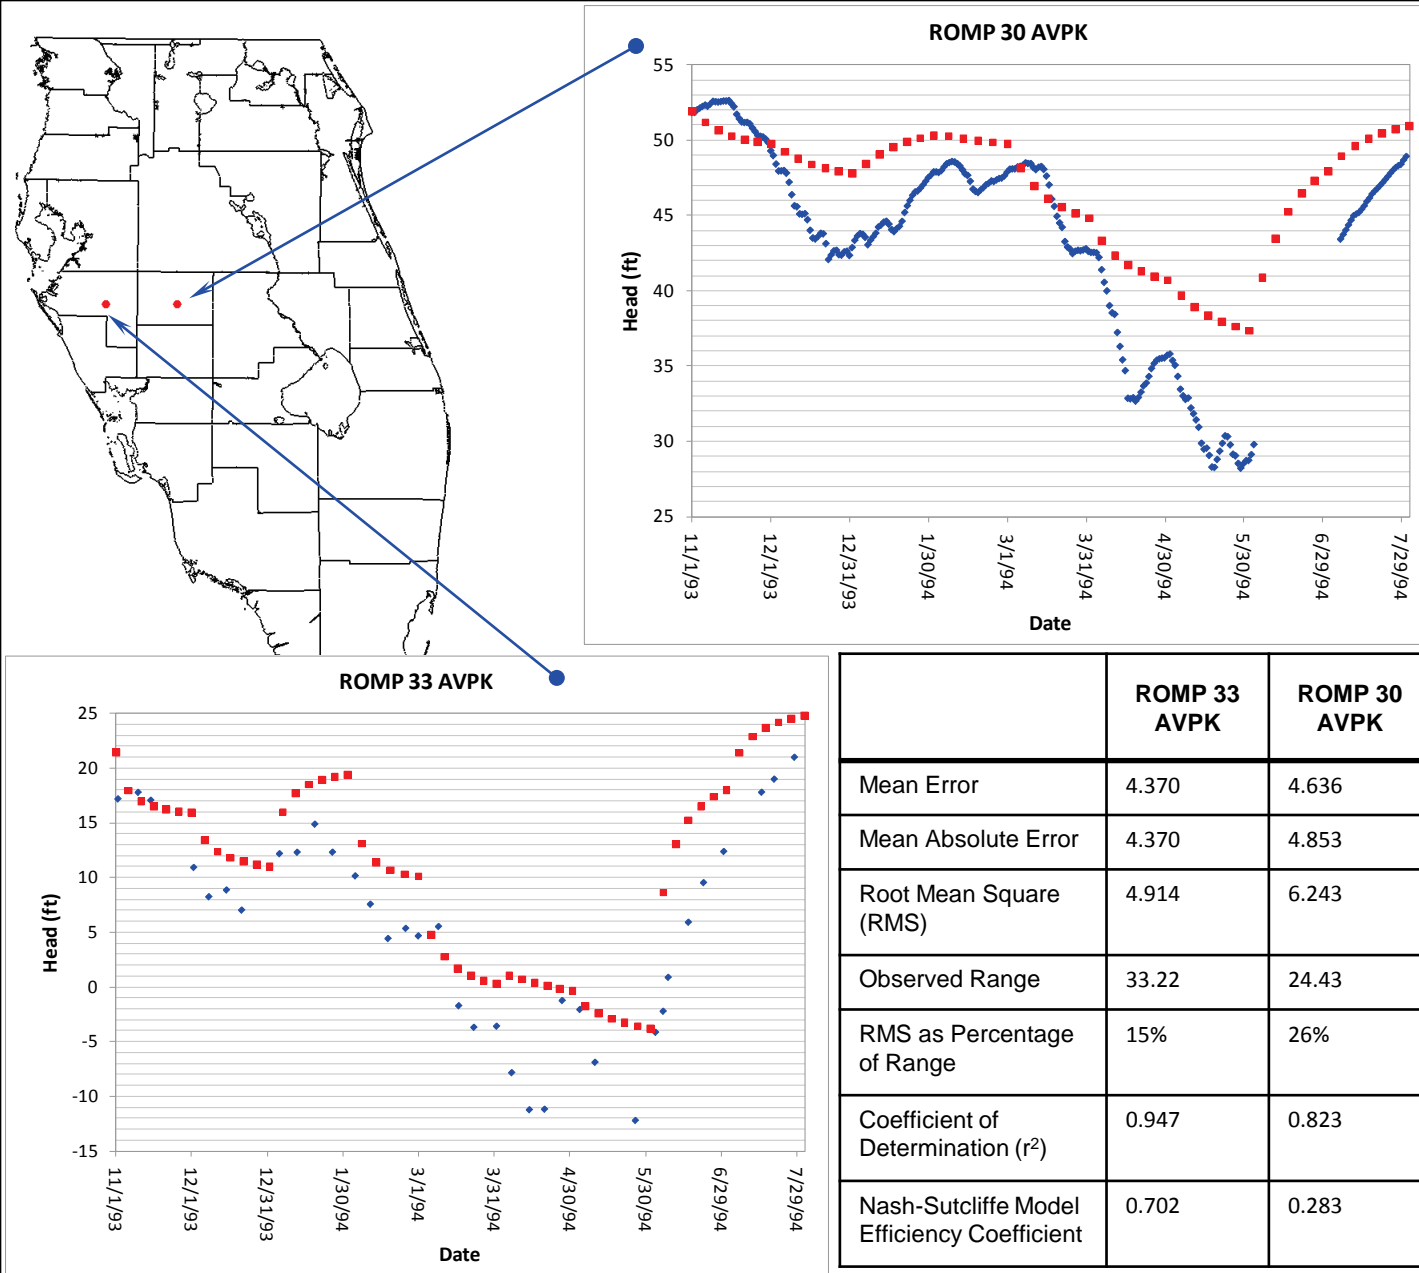 ROMP 30 AVPK
55
50
45
40
35
30
25
Head (ft)
11/1/93
12/1/93
12/31/93
1/30/94
3/1/94
3/31/94
4/30/94
5/30/94
6/29/94
7/29/94
Date
ROMP 33 AVPK
25
20
15
10
5
0
-5
-10
-15
Head (ft)
11/1/93
12/1/93
12/31/93
1/30/94
3/1/94
3/31/94
4/30/94
5/30/94
6/29/94
7/29/94
Date
ROMP 33 ROMP 30
AVPK AVPK
Mean Error 4.370 4.636
Mean Absolute Error 4.370 4.853
Root Mean Square 4.914 6.243
(RMS)
Observed Range 33.22 24.43
RMS as Percentage 15% 26%
of Range
Coefficient of 0.947 0.823
Determination (r²)
Nash-Sutcliffe Model 0.702 0.283
Efficiency Coefficient